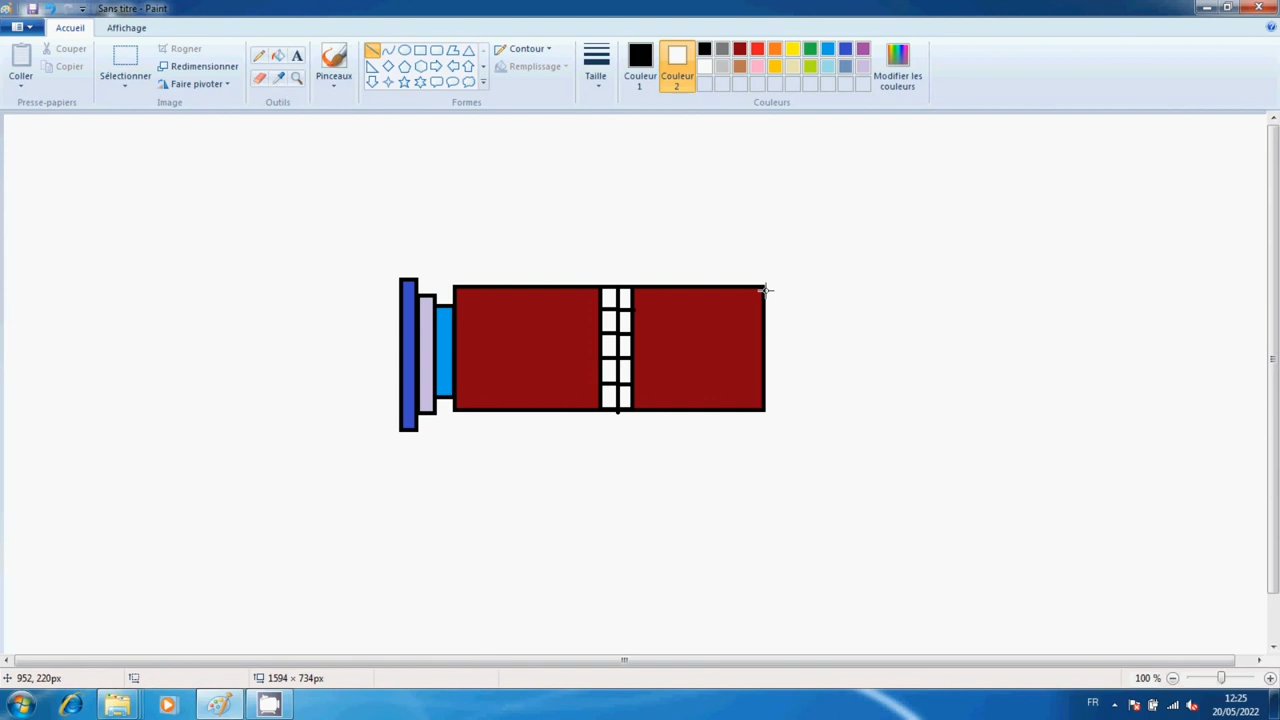 Sans titre - Paint
Accueil
Affichage
Coller
Couper
Copier
Presse-papiers
Sélectionner
Rogner
Redimensionner
Faire pivoter
Image
Outils
Pinceaux
Contour
Remplissage
Formes
Taille
Couleur
1
Couleur
2
Modifier les
couleurs
Couleurs
952, 220px
1594 × 734px
100 %
FR
12:25
20/05/2022